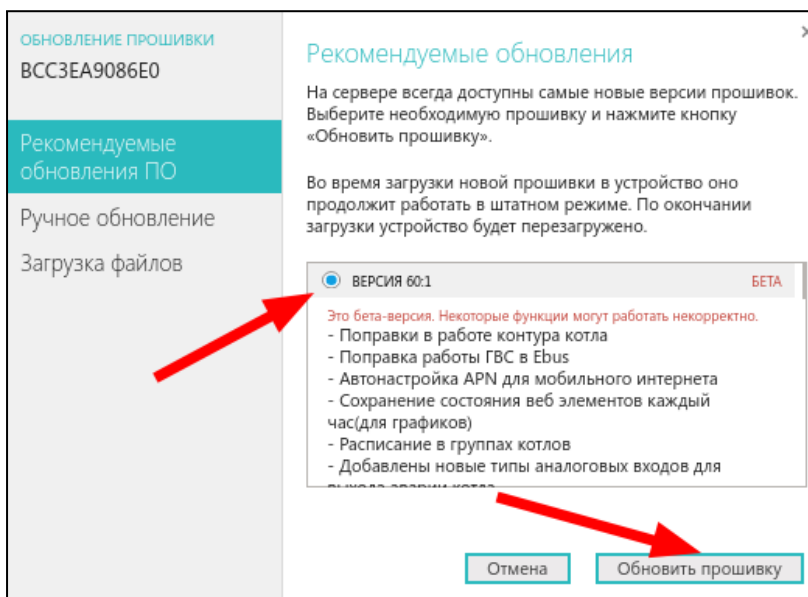 ОБНОВЛЕНИЕ ПРОШИВКИ
BCC3EA9086E0
Рекомендуемые
обновления ПО
Ручное обновление
Загрузка файлов
Рекомендуемые обновления
На сервере всегда доступны самые новые версии прошивок.
Выберите необходимую прошивку и нажмите кнопку
«Обновить прошивку».
Во время загрузки новой прошивки в устройство оно
продолжит работать в штатном режиме. По окончании
загрузки устройство будет перезагружено.
ВЕРСИЯ 60:1 БЕТА
Это бета-версия. Некоторые функции могут работать некорректно.
- Поправки в работе контура котла
- Поправка работы ГВС в Ebus
- Автонастройка APN для мобильного интернета
- Сохранение состояния веб элементов каждый
час(для графиков)
- Расписание в группах котлов
- Добавлены новые типы аналоговых входов для
выхода аварии котла
Отмена
Обновить прошивку